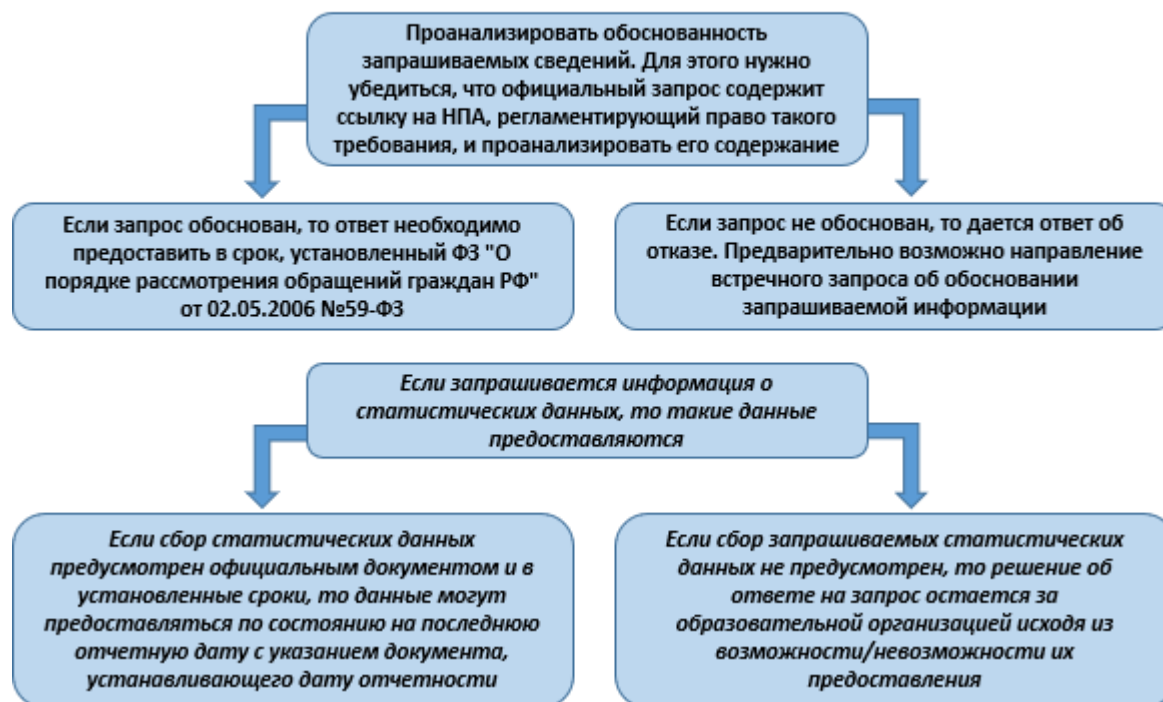 Проанализировать обоснованность
запрашиваемых сведений. Для этого нужно
убедиться, что официальный запрос содержит
ссылку на НПА, регламентирующий право такого
требования, и проанализировать его содержание
Если запрос обоснован, то ответ необходимо
предоставить в срок, установленный ФЗ "О
порядке рассмотрения обращений граждан РФ"
от 02.05.2006 №59-ФЗ
Если запрос не обоснован, то дается ответ об
отказе. Предварительно возможно направление
встречного запроса об обосновании
запрашиваемой информации
Если запрашивается информация о
статистических данных, то такие данные
предоставляются
Если сбор статистических данных
предусмотрен официальным документом и в
установленные сроки, то данные могут
предоставляться по состоянию на последнюю
отчетную дату с указанием документа,
устанавливающего дату отчетности
Если сбор запрашиваемых статистических
данных не предусмотрен, то решение об
ответе на запрос остается за
образовательной организацией исходя из
возможности/невозможности их
предоставления